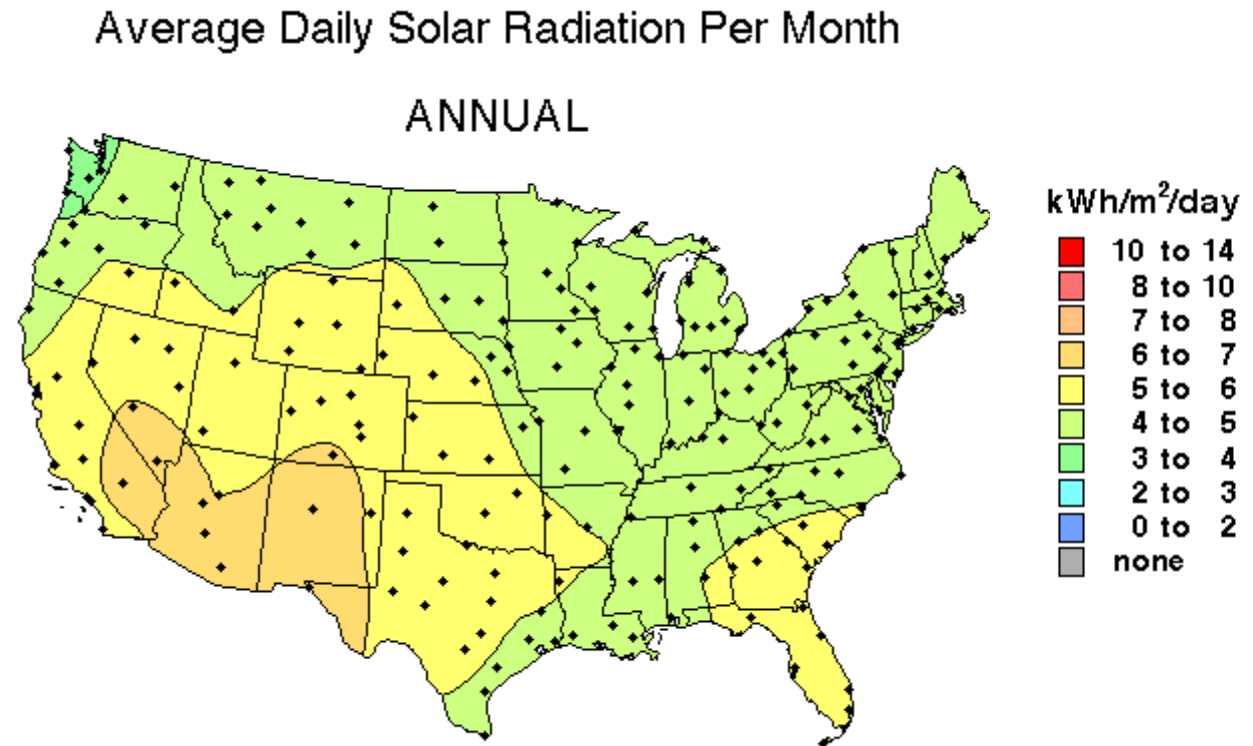 Average Daily Solar Radiation Per Month
ANNUAL
kWh/m²/day
10 to 14
8 to 10
7 to 8
6 to 7
5 to 6
4 to 5
3 to 4
2 to 3
0 to 2
none